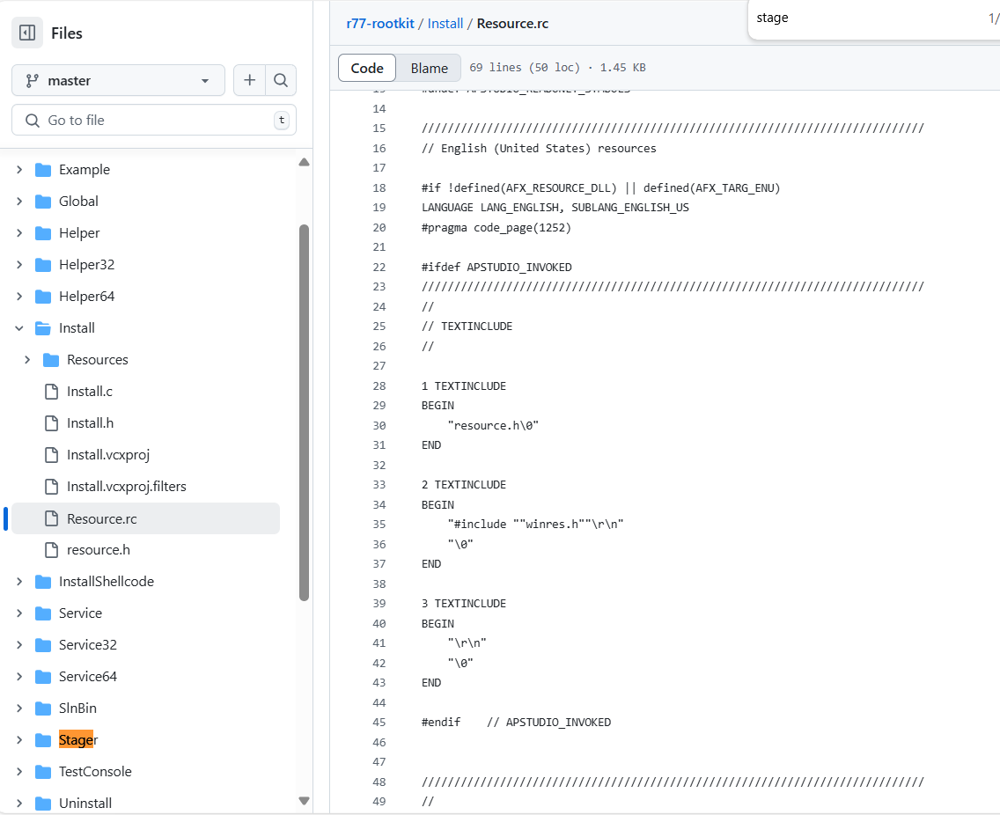 Files
master
Go to file
t
Example
Global
Helper
Helper32
Helper64
Install
Resources
Install.c
Install.h
Install.vcxproj
Install.vcxproj.filters
Resource.rc
resource.h
InstallShellcode
Service
Service32
Service64
SlnBin
Stager
TestConsole
Uninstall
r77-rootkit / Install / Resource.rc
stage
1/
Code
Blame
69 lines (50 loc) · 1.45 KB
13 #undef APSTUDIO_READONLY_SYMBOLS
14
15 /////////////////////////////////////////////////////////////////////////////
16 // English (United States) resources
17
18 #if !defined(AFX_RESOURCE_DLL) || defined(AFX_TARG_ENU)
19 LANGUAGE LANG_ENGLISH, SUBLANG_ENGLISH_US
20 #pragma code_page(1252)
21
22 #ifdef APSTUDIO_INVOKED
23 /////////////////////////////////////////////////////////////////////////////
24 //
25 // TEXTINCLUDE
26 //
27
28 1 TEXTINCLUDE
29 BEGIN
30 "resource.h\0"
31 END
32
33 2 TEXTINCLUDE
34 BEGIN
35 "#include ""winres.h""\r\n"
36 "\0"
37 END
38
39 3 TEXTINCLUDE
40 BEGIN
41 "\r\n"
42 "\0"
43 END
44
45 #endif // APSTUDIO_INVOKED
46
47
48 /////////////////////////////////////////////////////////////////////////////
49 //